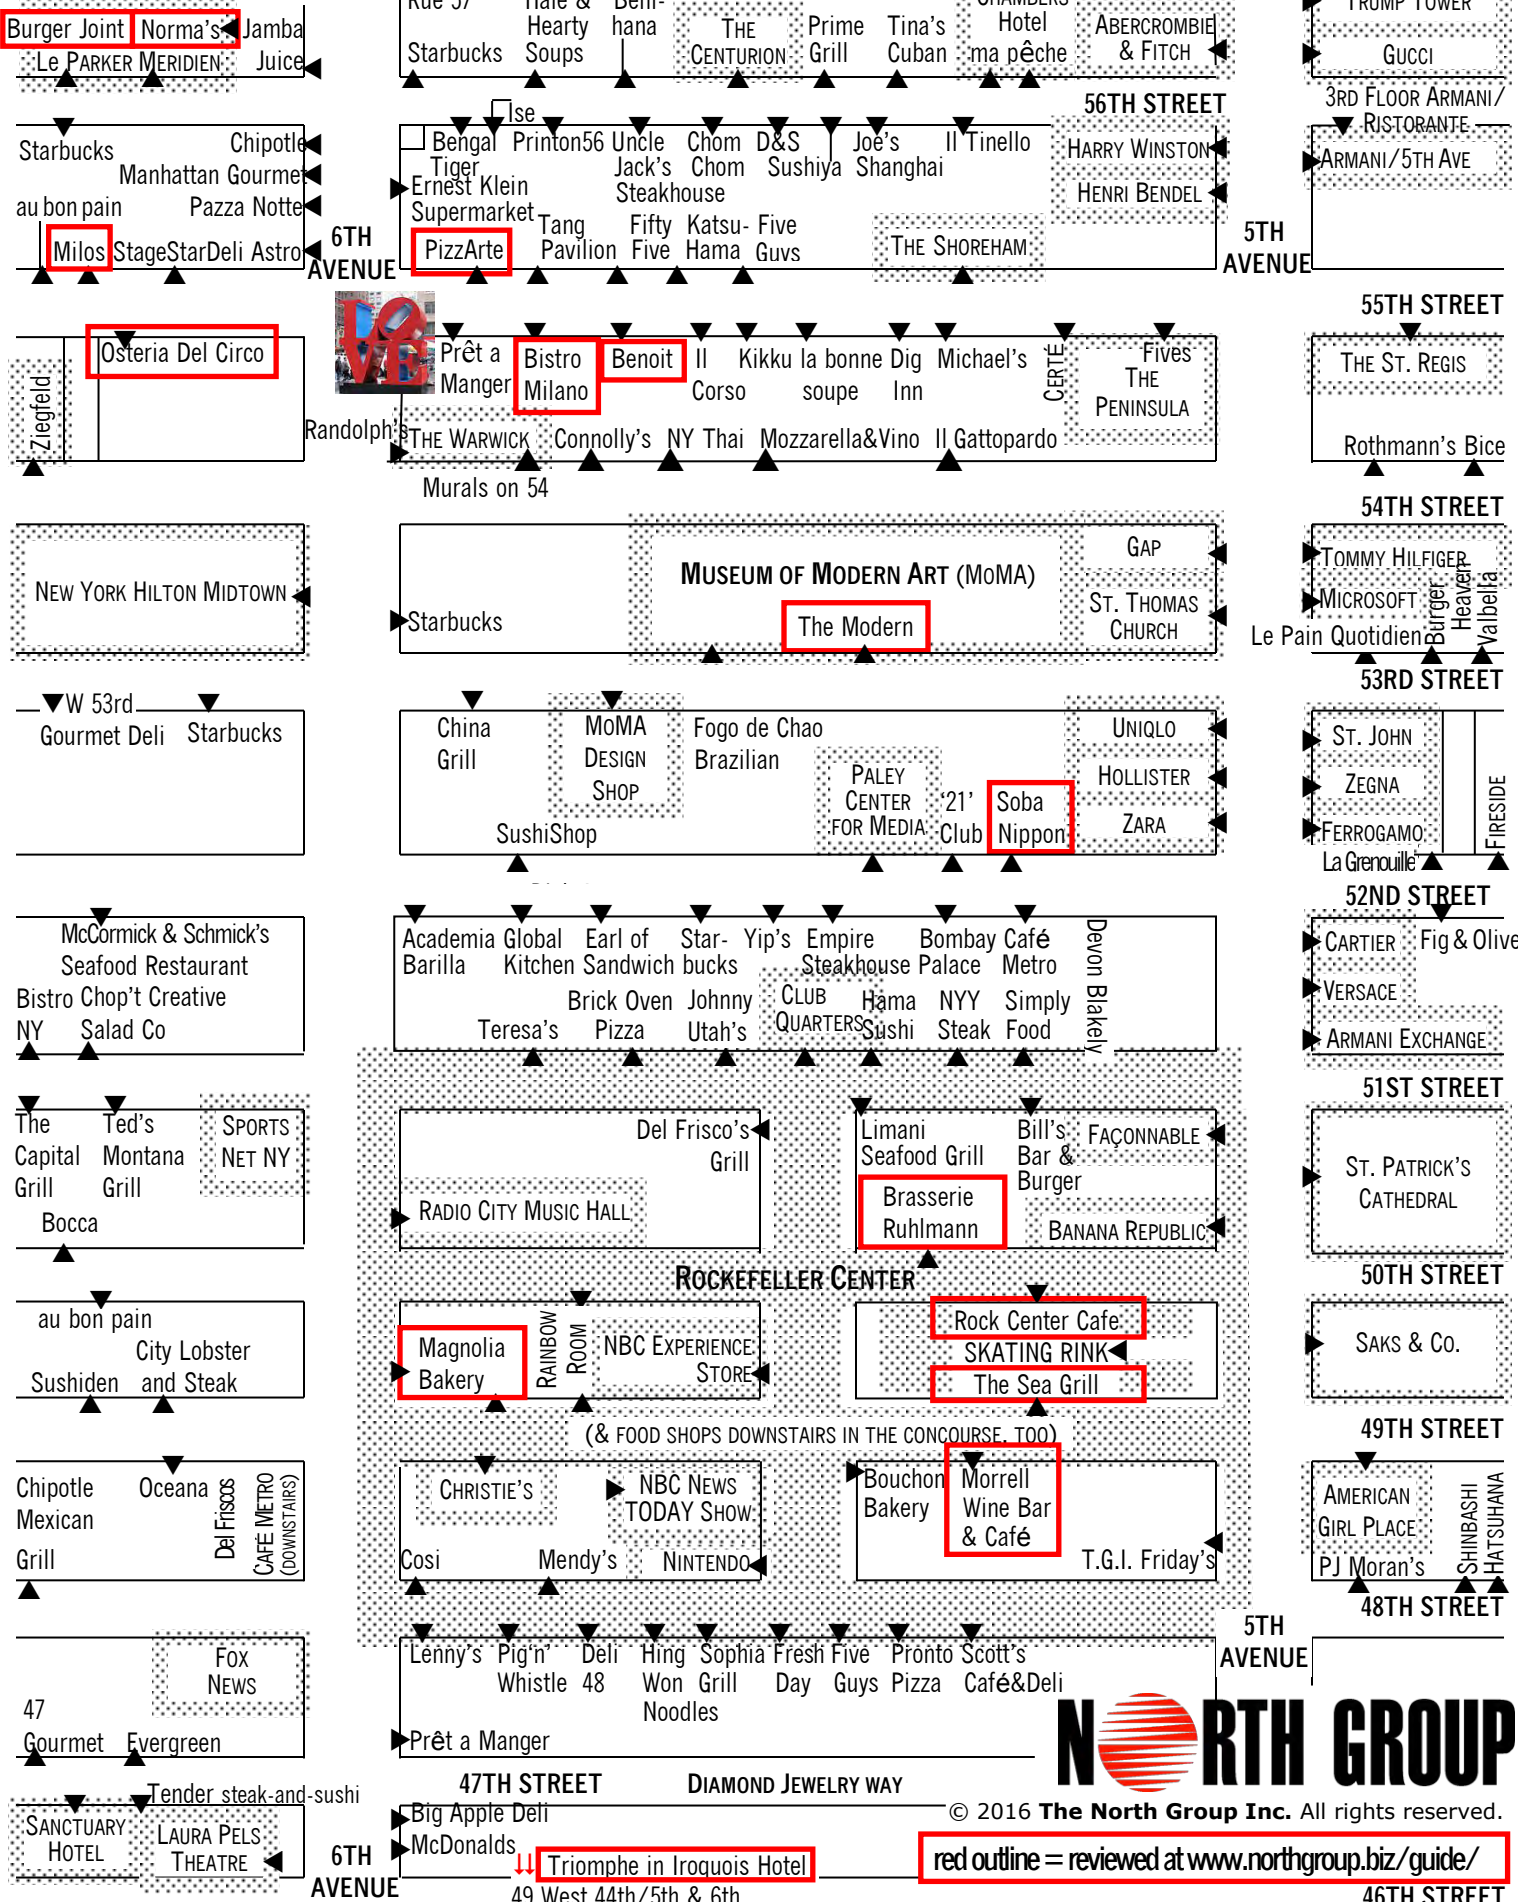 Burger Joint Norma's Jamba
Juice
LE PARKER MERIDIEN
Rue 57
Starbucks
Hale &
Hearty
Soups
Beni-
hana
THE
CENTURION
Prime
Grill
Tina's
Cuban
CHAMBERS
Hotel
ma pêche
ABERCROMBIE
& FITCH
TRUMP TOWER
GUCCI
56TH STREET
3RD FLOOR ARMANI/
RISTORANTE
ARMANI/5TH AVE
Starbucks
Chipotle
Manhattan Gourmet
au bon pain
Pazza Notte
Milos
StageStarDeli
Astro
6TH
AVENUE
Ise
Bengal
Tiger
Printon56
Uncle
Jack's
Steakhouse
Chom
Chom
D&S
Sushiya
Joe's
Shanghai
Il Tinello
HARRY WINSTON
HENRI BENDEL
Ernest Klein
Supermarket
PizzArte
Tang
Pavilion
Fifty
Five
Katsu-
Hama
Five
Guys
THE SHOREHAM
5TH
AVENUE
55TH STREET
Ziegfeld
Osteria Del Circo
LOVE
Prêt a
Manger
Bistro
Milano
Benoit
Il
Corso
Kikku
la bonne
soupe
Dig
Inn
Michael's
CERTÉ
Fives
THE
PENINSULA
THE ST. REGIS
Randolph's
THE WARWICK
Connolly's
NY Thai
Mozzarella&Vino
Il Gattopardo
Rothmann's
Bice
Murals on 54
54TH STREET
NEW YORK HILTON MIDTOWN
Starbucks
MUSEUM OF MODERN ART (MOMA)
The Modern
GAP
ST. THOMAS
CHURCH
TOMMY HILFIGER
MICROSOFT
Le Pain Quotidien
Burger
Heaven
Valbella
53RD STREET
W 53rd
Gourmet Deli
Starbucks
China
Grill
MOMA
DESIGN
SHOP
Fogo de Chao
Brazilian
SushiShop
PALEY
CENTER
FOR MEDIA
'21'
Club
Soba
Nippon
UNIQLO
HOLLISTER
ZARA
ST. JOHN
ZEGNA
FERROGAMO
La Grenouille
FIRESIDE
52ND STREET
McCormick & Schmick's
Seafood Restaurant
Bistro
NY
Chop't Creative
Salad Co
Academia
Barilla
Global
Kitchen
Earl of
Sandwich
Star-
bucks
Yip's
Empire
Steakhouse
Bombay
Palace
Café
Metro
Devon Blakely
Teresa's
Brick Oven
Pizza
Johnny
Utah's
CLUB
QUARTERS
Hama
Sushi
NYY
Steak
Simply
Food
CARTIER
Fig & Olive
VERSACE
ARMANI EXCHANGE
51ST STREET
The
Capital
Grill
Ted's
Montana
Grill
SPORTS
NET NY
Bocca
Del Frisco's
Grill
RADIO CITY MUSIC HALL
Limani
Seafood Grill
Bill's
Bar &
Burger
FAÇONNABLE
Brasserie
Ruhlmann
BANANA REPUBLIC
ST. PATRICK'S
CATHEDRAL
ROCKEFELLER CENTER
50TH STREET
au bon pain
City Lobster
and Steak
Sushiden
Magnolia
Bakery
RAINBOW
ROOM
NBC EXPERIENCE
STORE
Rock Center Cafe
SKATING RINK
The Sea Grill
SAKS & CO.
(& FOOD SHOPS DOWNSTAIRS IN THE CONCOURSE, TOO)
49TH STREET
Chipotle
Mexican
Grill
Oceana
Del Friscos
CAFÉ METRO
(DOWNSTAIRS)
CHRISTIE'S
NBC NEWS
TODAY SHOW
Cosi
Mendy's
NINTENDO
Bouchon
Bakery
Morrell
Wine Bar
& Café
T.G.I. Friday's
AMERICAN
GIRL PLACE
PJ Moran's
SHINBASHI
HATSUHANA
48TH STREET
FOX
NEWS
47
Gourmet
Evergreen
Lenny's
Pig'n'
Whistle
Deli
48
Hing
Won
Noodles
Sophia
Grill
Fresh
Day
Five
Guys
Pronto
Pizza
Scott's
Café&Deli
5TH
AVENUE
Prêt a Manger
NORTH GROUP
47TH STREET
DIAMOND JEWELRY WAY
Tender steak-and-sushi
SANCTUARY
HOTEL
LAURA PELS
THEATRE
6TH
AVENUE
Big Apple Deli
McDonalds
© 2016 The North Group Inc. All rights reserved.
↓↓ Triomphe in Iroquois Hotel
49 West 44th/5th & 6th
red outline = reviewed at www.northgroup.biz/guide/
46TH STREET